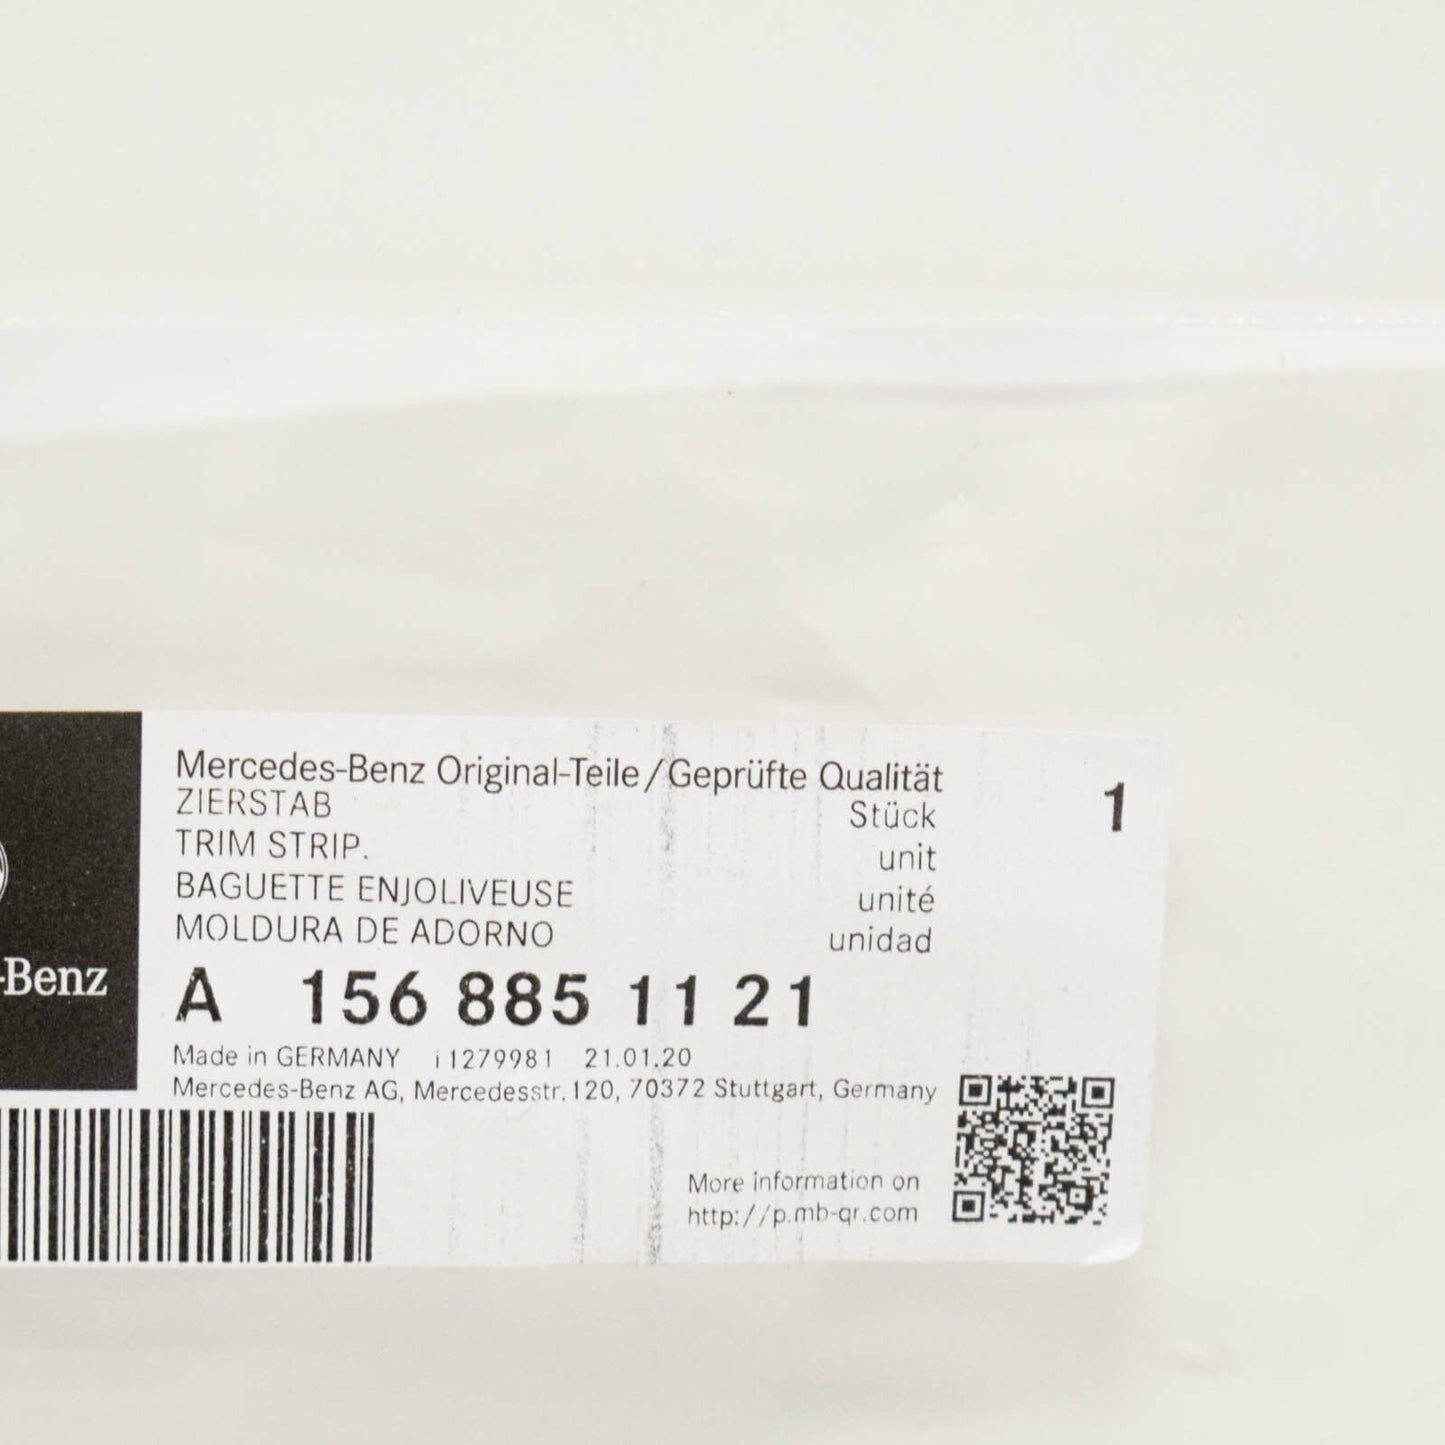 Mercedes-Benz Original-Teile/Geprüfte Qualität
ZIERSTAB Stück 1
TRIM STRIP. unit
BAGUETTE ENJOLIVEUSE unité
MOLDURA DE ADORNO unidad
-Benz
A 156 885 11 21
Made in GERMANY i1279981 21.01.20
Mercedes-Benz AG, Mercedesstr.120, 70372 Stuttgart, Germany
More information on
http://p.mb-qr.com